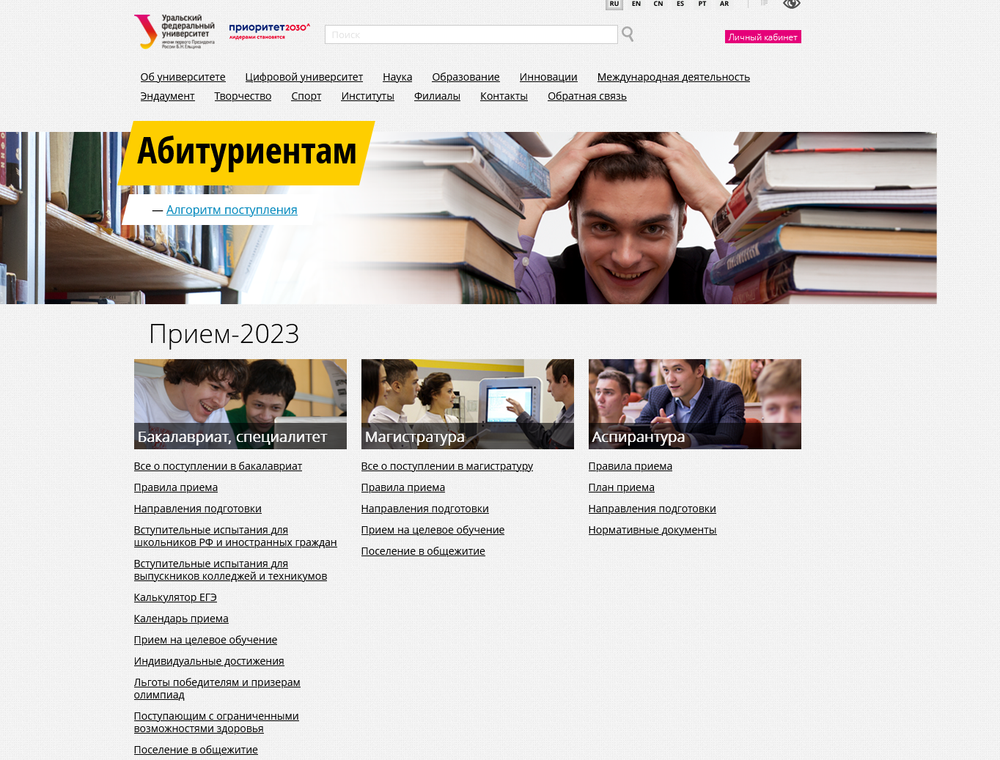 RU EN CN ES PT AR
Уральский
федеральный
университет
имени первого Президента
России Б.Н.Ельцина
приоритет2030^
лидерами становятся
Поиск
Личный кабинет
Об университете Цифровой университет Наука Образование Инновации Международная деятельность
Эндаумент Творчество Спорт Институты Филиалы Контакты Обратная связь
Абитуриентам
— Алгоритм поступления
Прием-2023
Бакалавриат, специалитет
Все о поступлении в бакалавриат
Правила приема
Направления подготовки
Вступительные испытания для
школьников РФ и иностранных граждан
Вступительные испытания для
выпускников колледжей и техникумов
Калькулятор ЕГЭ
Календарь приема
Прием на целевое обучение
Индивидуальные достижения
Льготы победителям и призерам
олимпиад
Поступающим с ограниченными
возможностями здоровья
Поселение в общежитие
Магистратура
Все о поступлении в магистратуру
Правила приема
Направления подготовки
Прием на целевое обучение
Поселение в общежитие
Аспирантура
Правила приема
План приема
Направления подготовки
Нормативные документы